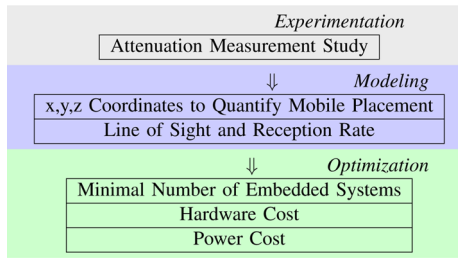 Experimentation
Attenuation Measurement Study
⇓ Modeling
x,y,z Coordinates to Quantify Mobile Placement
Line of Sight and Reception Rate
⇓ Optimization
Minimal Number of Embedded Systems
Hardware Cost
Power Cost